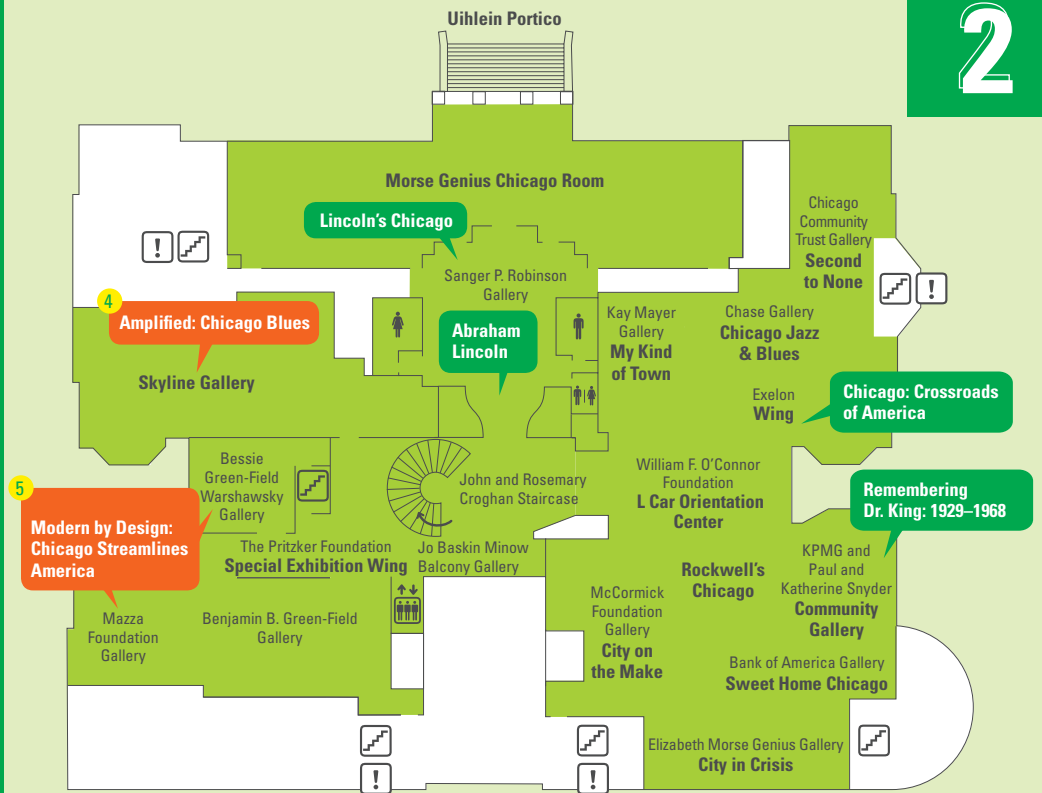 Uihlein Portico
2
Morse Genius Chicago Room
Lincoln's Chicago
Sanger P. Robinson
Gallery
Chicago
Community
Trust Gallery
Second
to None
!
!
4
Amplified: Chicago Blues
Skyline Gallery
Abraham
Lincoln
Kay Mayer
Gallery
My Kind
of Town
Chase Gallery
Chicago Jazz
& Blues
Exelon
Wing
Chicago: Crossroads
of America
Bessie
Green-Field
Warshawsky
Gallery
John and Rosemary
Croghan Staircase
William F. O'Connor
Foundation
L Car Orientation
Center
5
Modern by Design:
Chicago Streamlines
America
Remembering
Dr. King: 1929–1968
The Pritzker Foundation
Special Exhibition Wing
Jo Baskin Minow
Balcony Gallery
Rockwell's
Chicago
KPMG and
Paul and
Katherine Snyder
Community
Gallery
Mazza
Foundation
Gallery
Benjamin B. Green-Field
Gallery
McCormick
Foundation
Gallery
City on
the Make
Bank of America Gallery
Sweet Home Chicago
Elizabeth Morse Genius Gallery
City in Crisis
!
!